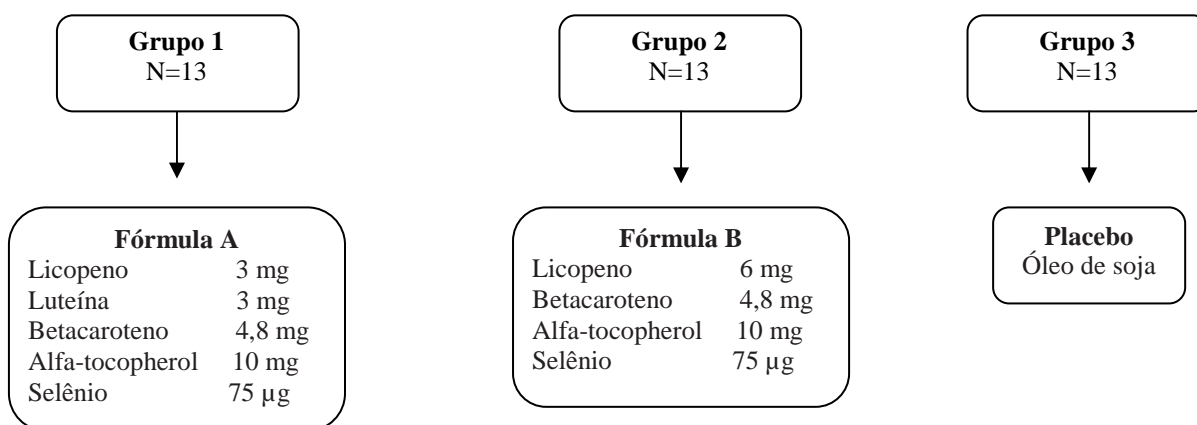 Grupo 1
N=13
Grupo 2
N=13
Grupo 3
N=13
Fórmula A
Licopeno 3 mg
Luteína 3 mg
Betacaroteno 4,8 mg
Alfa-tocopherol 10 mg
Selênio 75 µg
Fórmula B
Licopeno 6 mg
Betacaroteno 4,8 mg
Alfa-tocopherol 10 mg
Selênio 75 µg
Placebo
Óleo de soja